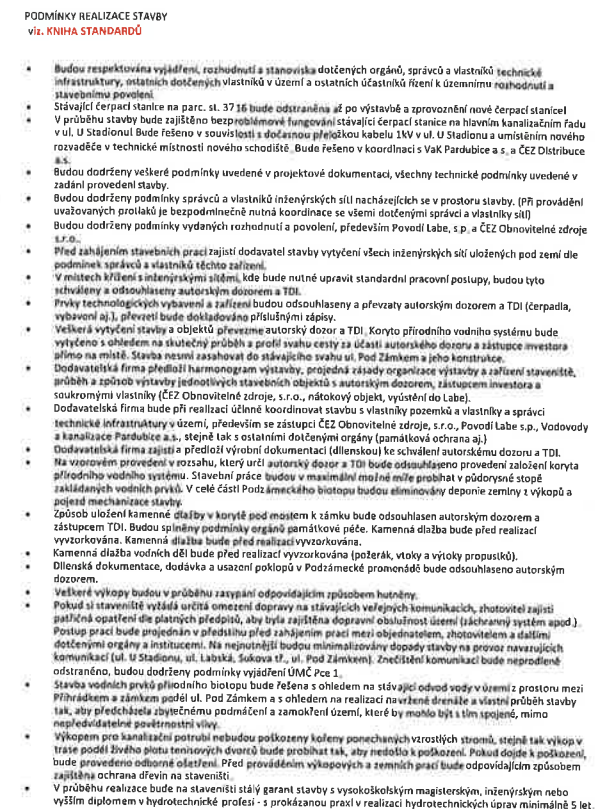 PODMÍNKY REALIZACE STAVBY
viz. KNIHA STANDARDŮ
• Budou respektována vyjádření, rozhodnutí a stanoviska dotčených orgánů, správců a vlastníků technické
infrastruktury, ostatních dotčených vlastníků v území a ostatních účastníků řízení k územnímu rozhodnutí a
stavebnímu povolení.
• Stávající čerpací stanice na parc. st. 3716 bude odstraněna až po výstavbě a zprovoznění nové čerpací stanice!
• V průběhu stavby bude zajištěno bezproblémové fungování stávající čerpací stanice na hlavním kanalizačním řadu
v ul. U Stadionu! Bude řešeno v souvislosti s dočasnou přeložkou kabelu 1kV v ul. U Stadionu a umístěním nového
rozvaděče v technické místnosti nového schodiště. Bude řešeno v koordinaci s VaK Pardubice a.s. a ČEZ Distribuce
a.s.
• Budou dodrženy veškeré podmínky uvedené v projektové dokumentaci, všechny technické podmínky uvedené v
zadání provedení stavby.
• Budou dodrženy podmínky správců a vlastníků inženýrských sítí nacházejících se v prostoru stavby. (Při provádění
uvažovaných protlaků je bezpodmínečně nutná koordinace se všemi dotčenými správci a vlastníky sítí)
• Budou dodrženy podmínky vydaných rozhodnutí a povolení, především Povodí Labe, s.p. a ČEZ Obnovitelné zdroje
s.r.o..
• Před zahájením stavebních prací zajistí dodavatel stavby vytyčení všech inženýrských sítí uložených pod zemí dle
podmínek správců a vlastníků těchto zařízení.
• V místech křížení s inženýrskými sítěmi, kde bude nutné upravit standardní pracovní postupy, budou tyto
schváleny a odsouhlaseny autorským dozorem a TDI.
• Prvky technologických vybavení a zařízení budou odsouhlaseny a převzaty autorským dozorem a TDI (čerpadla,
vybavení aj.), převzetí bude dokladováno příslušnými zápisy.
• Veškerá vytyčení stavby a objektů převezme autorský dozor a TDI. Koryto přírodního vodního systému bude
vytyčeno s ohledem na skutečný průběh a profil svahu cesty za účasti autorského dozoru a zástupce investora
přímo na místě. Stavba nesmí zasahovat do stávajícího svahu ul. Pod Zámkem a jeho konstrukce.
• Dodavatelská firma předloží harmonogram výstavby, projedná zásady organizace výstavby a zařízení staveniště,
průběh a způsob výstavby jednotlivých stavebních objektů s autorským dozorem, zástupcem investora a
soukromými vlastníky (ČEZ Obnovitelné zdroje, s.r.o., nátokový objekt, vyústění do Labe).
• Dodavatelská firma bude při realizaci účinně koordinovat stavbu s vlastníky pozemků a vlastníky a správci
technické infrastruktury v území, především se zástupci ČEZ Obnovitelné zdroje, s.r.o., Povodí Labe s.p., Vodovody
a kanalizace Pardubice a.s., stejně tak s ostatními dotčenými orgány (památková ochrana aj.)
• Dodavatelská firma zajistí a předloží výrobní dokumentaci (dílenskou) ke schválení autorskému dozoru a TDI.
• Na vzorovém provedení v rozsahu, který určí autorský dozor a TDI bude odsouhlaseno provedení založení koryta
přírodního vodního systému. Stavební práce budou v maximální možné míře probíhat v půdorysné stopě
zakládaných vodních prvků. V celé části Podzámeckého biotopu budou eliminovány deponie zeminy z výkopů a
pojezd mechanizace stavby.
• Způsob uložení kamenné dlažby v korytě pod mostem k zámku bude odsouhlasen autorským dozorem a
zástupcem TDI. Budou splněny podmínky orgánů památkové péče. Kamenná dlažba bude před realizací
vyvzorkována. Kamenná dlažba bude před realizací vyvzorkována.
• Kamenná dlažba vodních děl bude před realizací vyvzorkována (požerák, vtoky a výtoky propustků).
• Dílenská dokumentace, dodávka a usazení poklopů v Podzámecké promenádě bude odsouhlaseno autorským
dozorem.
• Veškeré výkopy budou v průběhu zasypání odpovídajícím způsobem hutněny.
• Pokud si staveniště vyžádá určitá omezení dopravy na stávajících veřejných komunikacích, zhotovitel zajistí
patřičná opatření dle platných předpisů, aby byla zajištěna dopravní obslužnost území (záchranný systém apod.).
Postup prací bude projednán v předstihu před zahájením prací mezi objednatelem, zhotovitelem a dalšími
dotčenými orgány a institucemi. Na nejnutnější budou minimalizovány dopady stavby na provoz navazujících
komunikací (ul. U Stadionu, ul. Labská, Sukova tř., ul. Pod Zámkem). Znečištění komunikací bude neprodleně
odstraněno, budou dodrženy podmínky vyjádření ÚMČ Pce 1.
• Stavba vodních prvků přírodního biotopu bude řešena s ohledem na stávající odvod vody v území z prostoru mezi
Příhrádkem a zámkem podél ul. Pod Zámkem a s ohledem na realizaci navržené drenáže a vlastní průběh stavby
tak, aby předcházela zbytečnému podmáčení a zamokření území, které by mohlo být s tím spojené, mimo
nepředvídatelné povětrnostní vlivy.
• Výkopem pro kanalizační potrubí nebudou poškozeny kořeny ponechaných vzrostlých stromů, stejně tak výkop v
trase podél živého plotu tenisových dvorců bude probíhat tak, aby nedošlo k poškození. Pokud dojde k poškození,
bude provedeno odborné ošetření. Před prováděním výkopových a zemních prací bude odpovídajícím způsobem
zajištěna ochrana dřevin na staveništi.
• V průběhu realizace bude na staveništi stálý garant stavby s vysokoškolským magisterským, inženýrským nebo
vyšším diplomem v hydrotechnické profesi - s prokázanou praxí v realizaci hydrotechnických úprav minimálně 5 let.